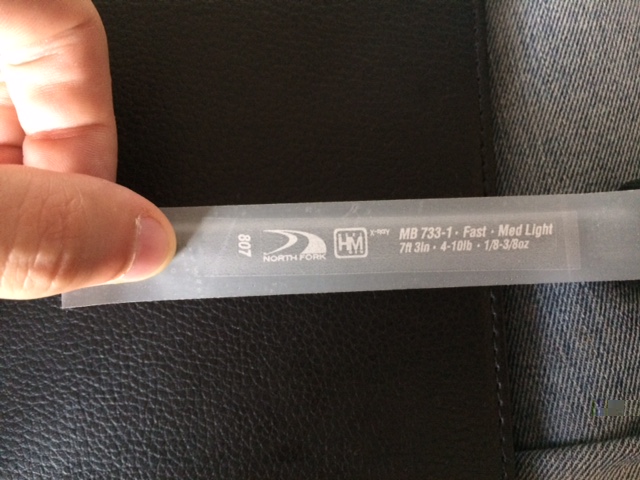 807
NORTH FORK
HM
X-Ray
MB 733-1 · Fast · Med Light
7ft 3in · 4-10lb · 1/8-3/8oz